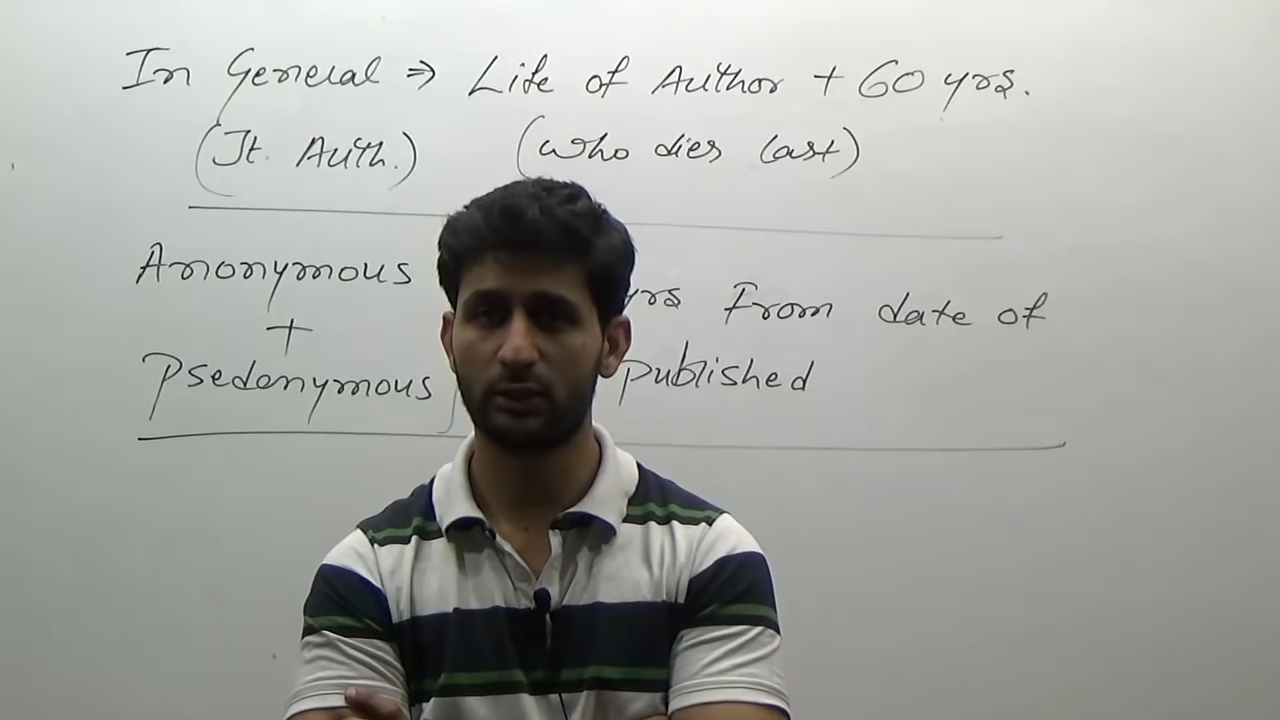 In General ⇒ Life of Author + 60 yrs.
(Jt. Auth.) (who dies last)
Anonymous
+
Psedonymous
yrs From date of
published